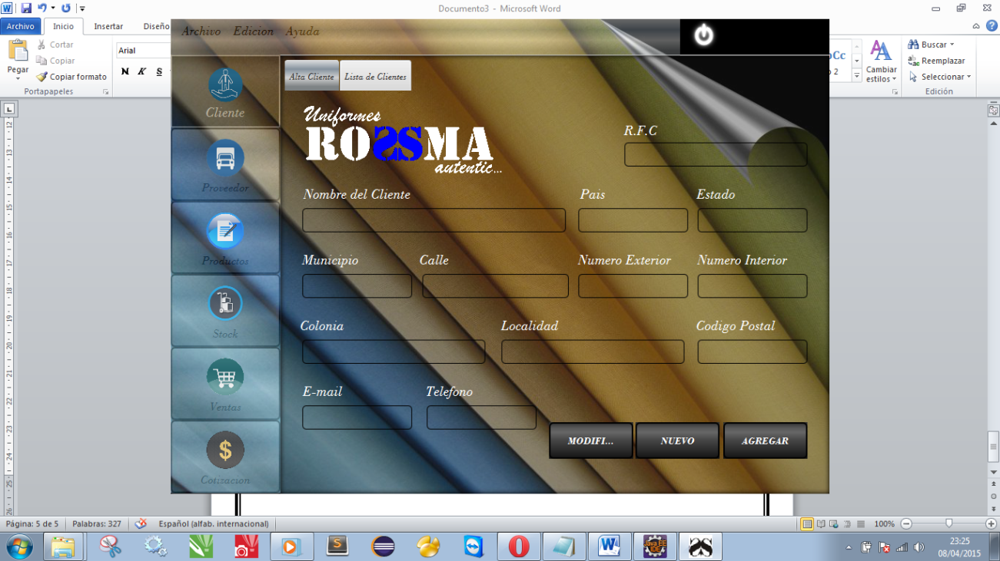 Documento3 - Microsoft Word
Archivo Inicio Insertar Diseño
Archivo Edicion Ayuda
Pegar
Cortar
Copiar
Copiar formato
Portapapeles
Arial
N K S
Cambiar estilos
Buscar
Reemplazar
Seleccionar
Edición
Cliente
Proveedor
Productos
Stock
Ventas
Cotizacion
Alta Cliente Lista de Clientes
Uniformes
ROSSMA
autentic...
R.F.C
Nombre del Cliente Pais Estado
Municipio Calle Numero Exterior Numero Interior
Colonia Localidad Codigo Postal
E-mail Telefono
MODIFI... NUEVO AGREGAR
Página: 5 de 5 Palabras: 327 Español (alfab. internacional) 100%
Java EE
IDE
23:25
08/04/2015